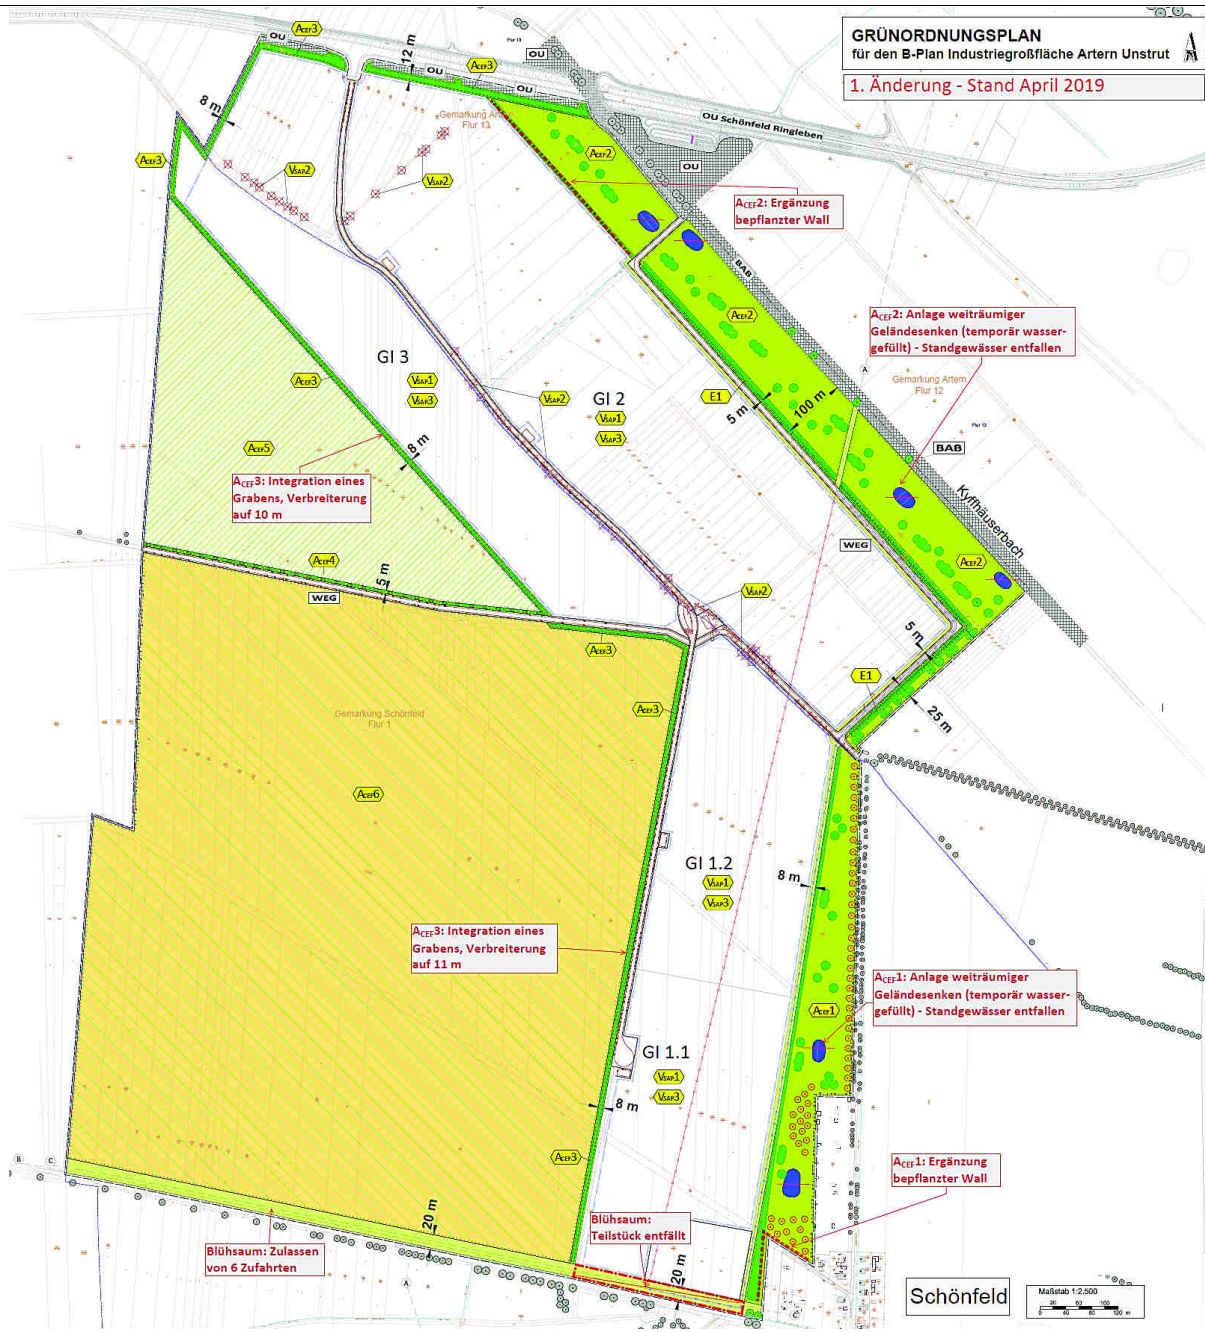 GRÜNORDNUNGSPLAN
für den B-Plan Industriegroßfläche Artern Unstrut
1. Änderung - Stand April 2019
OU
ACEF3
12 m
ACEF3
OU
OU
Flur 13
OU
OU Schönfeld Ringleben
8 m
Gemarkung Artern
Flur 13
ACEF3
VSAP2
VSAP2
ACEF2
OU
ACEF2: Ergänzung
bepflanzter Wall
BAB
ACEF2
ACEF2: Anlage weiträumiger
Geländesenken (temporär wasser-
gefüllt) - Standgewässer entfallen
A
Gemarkung Artern
Flur 12
GI 3
VSAP1
VSAP3
ACEF3
VSAP2
GI 2
VSAP1
VSAP3
E1
5 m
100 m
BAB
Kyffhäuserbach
ACEF5
8 m
ACEF3: Integration eines
Grabens, Verbreiterung
auf 10 m
WEG
ACEF2
ACEF4
5 m
WEG
VSAP2
ACEF3
5 m
E1
25 m
ACEF3
Gemarkung Schönfeld
Flur 1
ACEF6
GI 1.2
VSAP1
VSAP3
8 m
ACEF3: Integration eines
Grabens, Verbreiterung
auf 11 m
ACEF1: Anlage weiträumiger
Geländesenken (temporär wasser-
gefüllt) - Standgewässer entfallen
ACEF1
GI 1.1
VSAP1
VSAP3
8 m
ACEF3
B
C
ACEF1: Ergänzung
bepflanzter Wall
20 m
Blühsaum:
Teilstück entfällt
Blühsaum: Zulassen
von 6 Zufahrten
A
20 m
C
Schönfeld
Maßstab 1:2.500